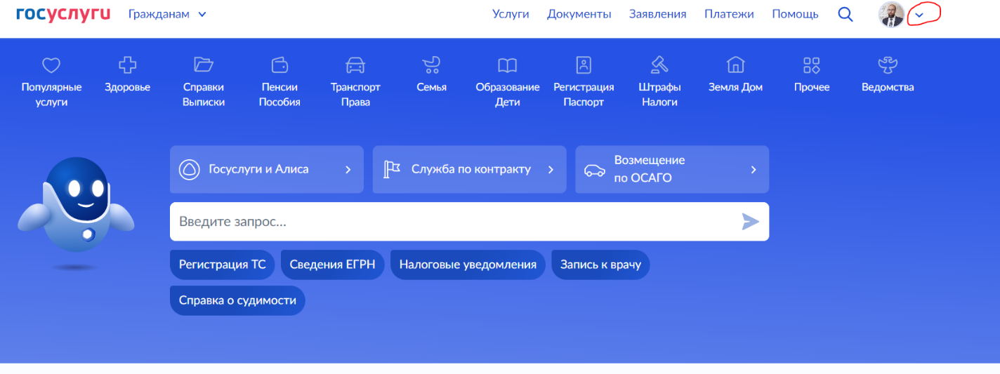 госуслуги Гражданам Услуги Документы Заявления Платежи Помощь
Популярные услуги
Здоровье
Справки Выписки
Пенсии Пособия
Транспорт Права
Семья
Образование Дети
Регистрация Паспорт
Штрафы Налоги
Земля Дом
Прочее
Ведомства
Госуслуги и Алиса
Служба по контракту
Возмещение
по ОСАГО
Введите запрос...
Регистрация ТС
Сведения ЕГРН
Налоговые уведомления
Запись к врачу
Справка о судимости